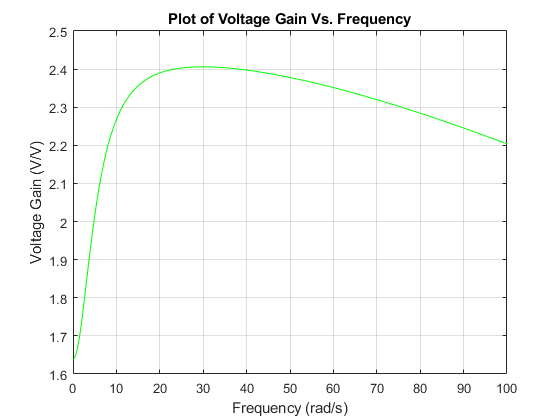 Plot of Voltage Gain Vs. Frequency
2.5
2.4
2.3
2.2
2.1
2
1.9
1.8
1.7
1.6
Voltage Gain (V/V)
0 10 20 30 40 50 60 70 80 90 100
Frequency (rad/s)